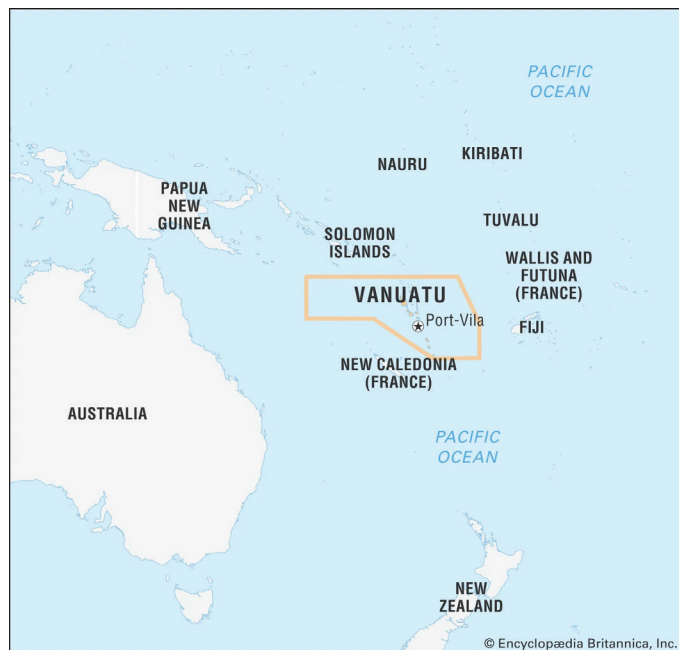 PACIFIC
OCEAN
KIRIBATI
NAURU
PAPUA
NEW
GUINEA
TUVALU
SOLOMON
ISLANDS
WALLIS AND
FUTUNA
(FRANCE)
VANUATU
Port-Vila
FIJI
NEW CALEDONIA
(FRANCE)
AUSTRALIA
PACIFIC
OCEAN
NEW
ZEALAND
© Encyclopædia Britannica, Inc.